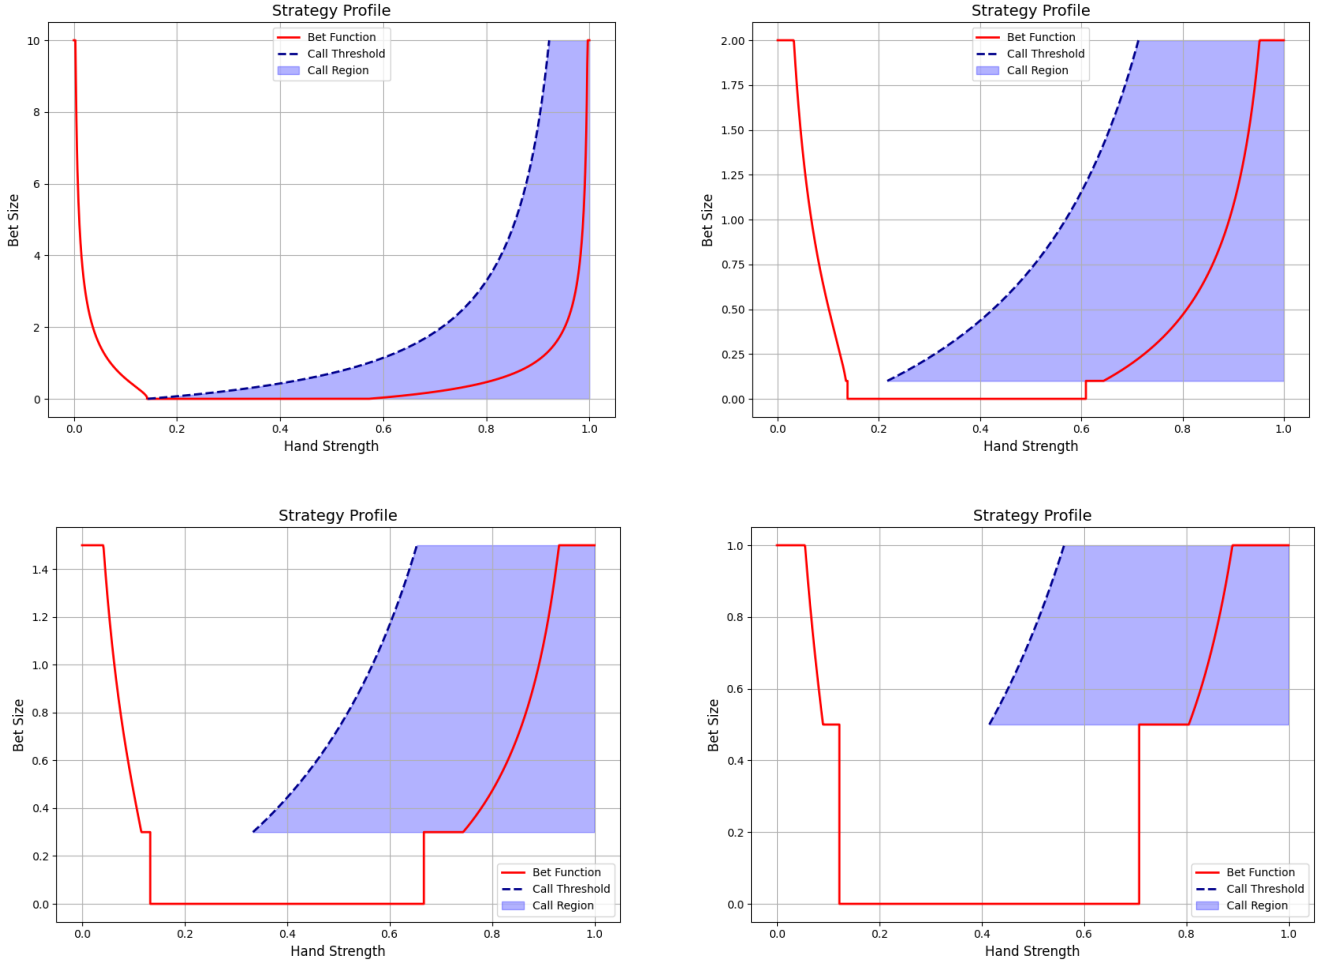 Strategy Profile
10
8
6
4
2
0
Bet Size
0.0 0.2 0.4 0.6 0.8 1.0
Hand Strength
Bet Function
Call Threshold
Call Region
Strategy Profile
2.00
1.75
1.50
1.25
1.00
0.75
0.50
0.25
0.00
Bet Size
0.0 0.2 0.4 0.6 0.8 1.0
Hand Strength
Bet Function
Call Threshold
Call Region
Strategy Profile
1.4
1.2
1.0
0.8
0.6
0.4
0.2
0.0
Bet Size
0.0 0.2 0.4 0.6 0.8 1.0
Hand Strength
Bet Function
Call Threshold
Call Region
Strategy Profile
1.0
0.8
0.6
0.4
0.2
0.0
Bet Size
0.0 0.2 0.4 0.6 0.8 1.0
Hand Strength
Bet Function
Call Threshold
Call Region